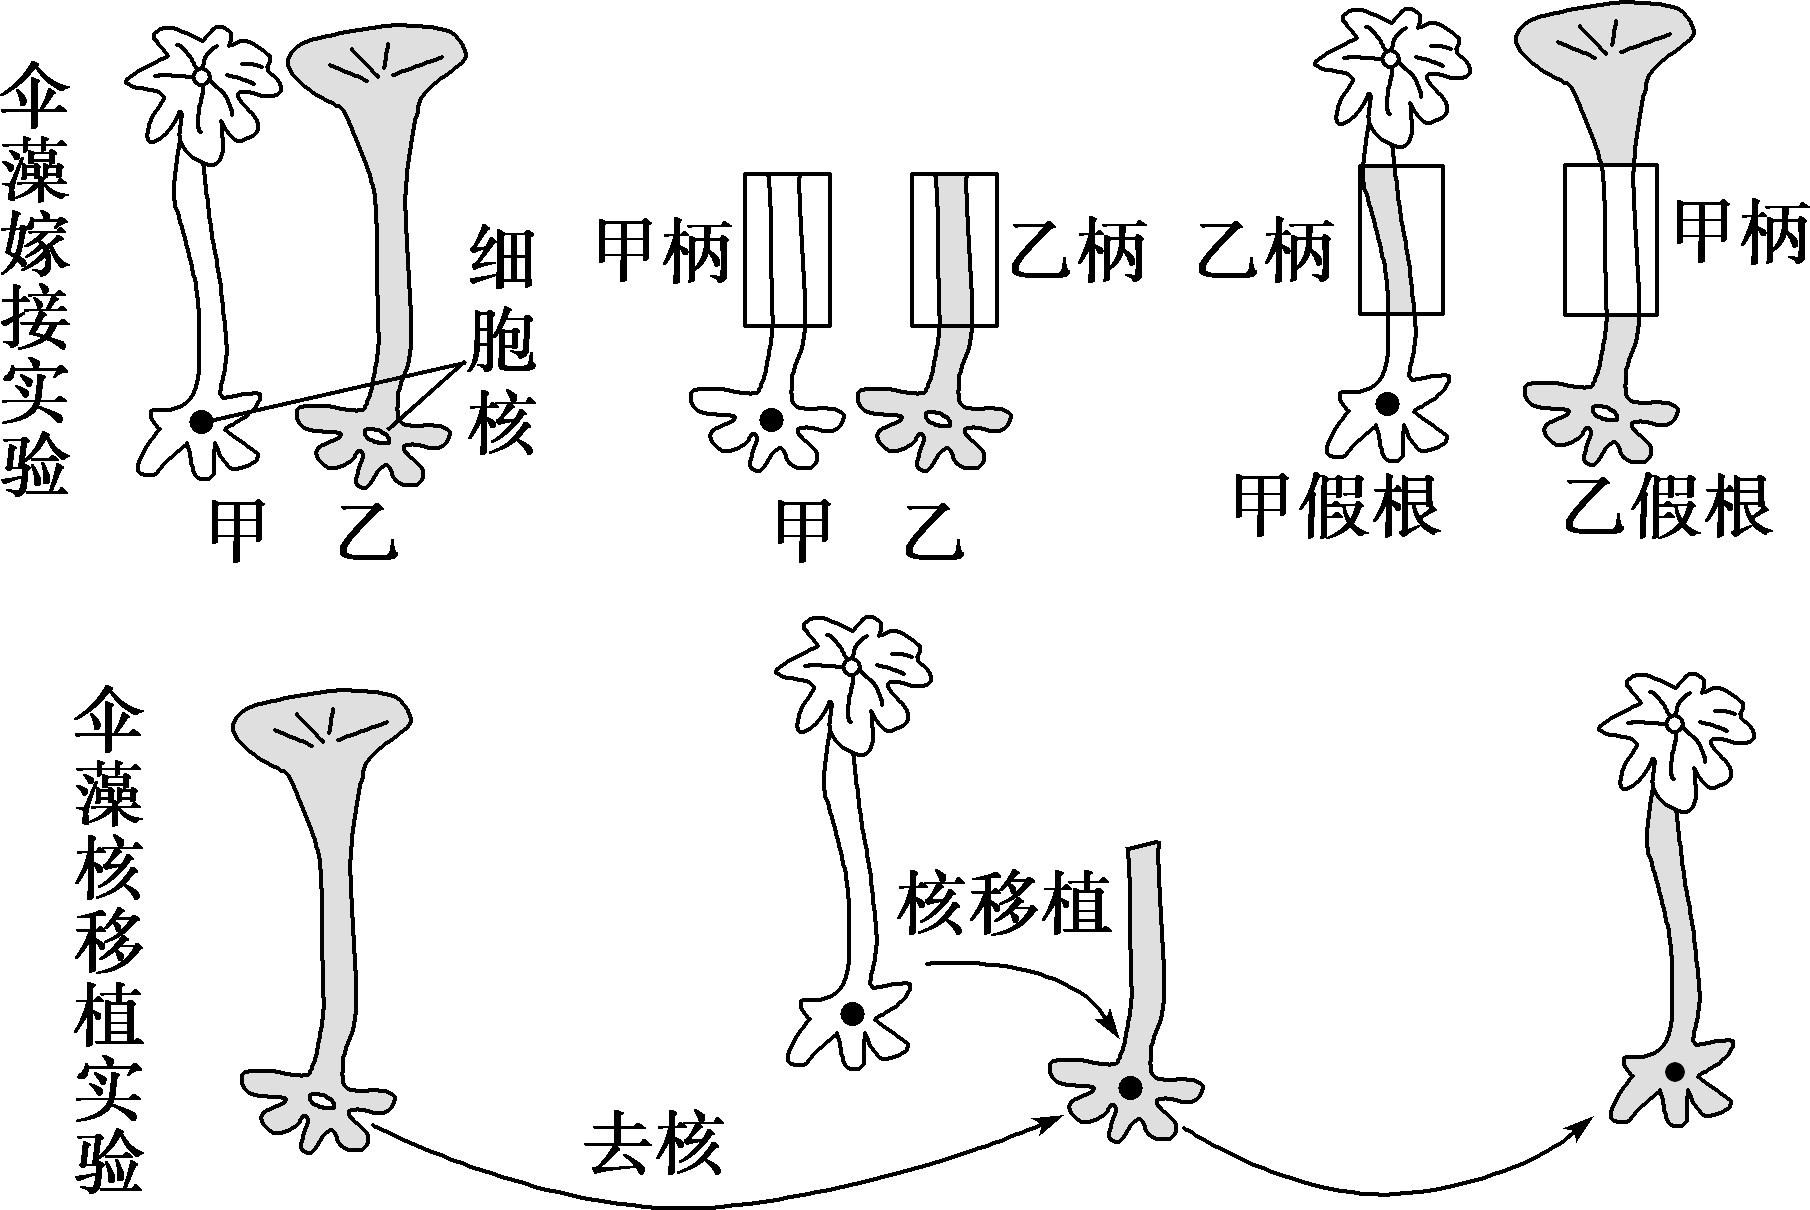 伞藻嫁接实验
细胞核
甲 乙
甲柄
乙柄
甲 乙
乙柄
甲柄
甲假根
乙假根
伞藻核移植实验
核移植
去核